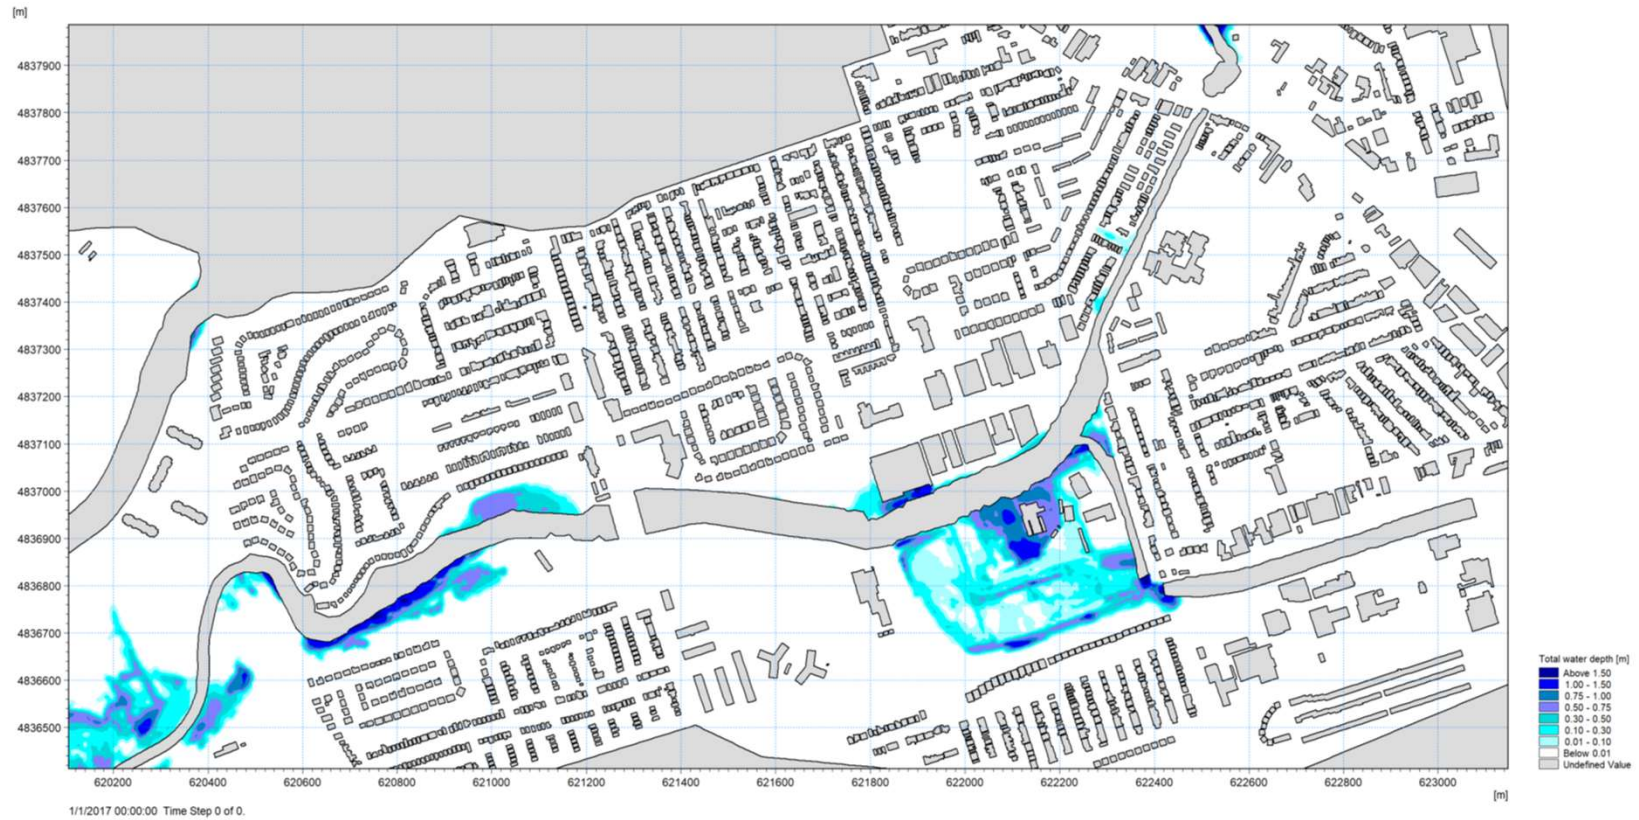 [m]
4837900
4837800
4837700
4837600
4837500
4837400
4837300
4837200
4837100
4837000
4836900
4836800
4836700
4836600
4836500
620200 620400 620600 620800 621000 621200 621400 621600 621800 622000 622200 622400 622600 622800 623000
[m]
1/1/2017 00:00:00 Time Step 0 of 0.
Total water depth [m]
Above 1.50
1.00 - 1.50
0.75 - 1.00
0.50 - 0.75
0.30 - 0.50
0.10 - 0.30
0.01 - 0.10
Below 0.01
Undefined Value